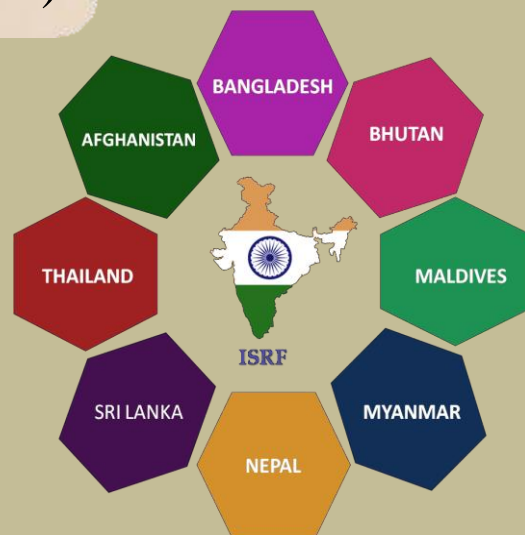 )
BANGLADESH
AFGHANISTAN
BHUTAN
THAILAND
MALDIVES
ISRF
SRI LANKA
MYANMAR
NEPAL